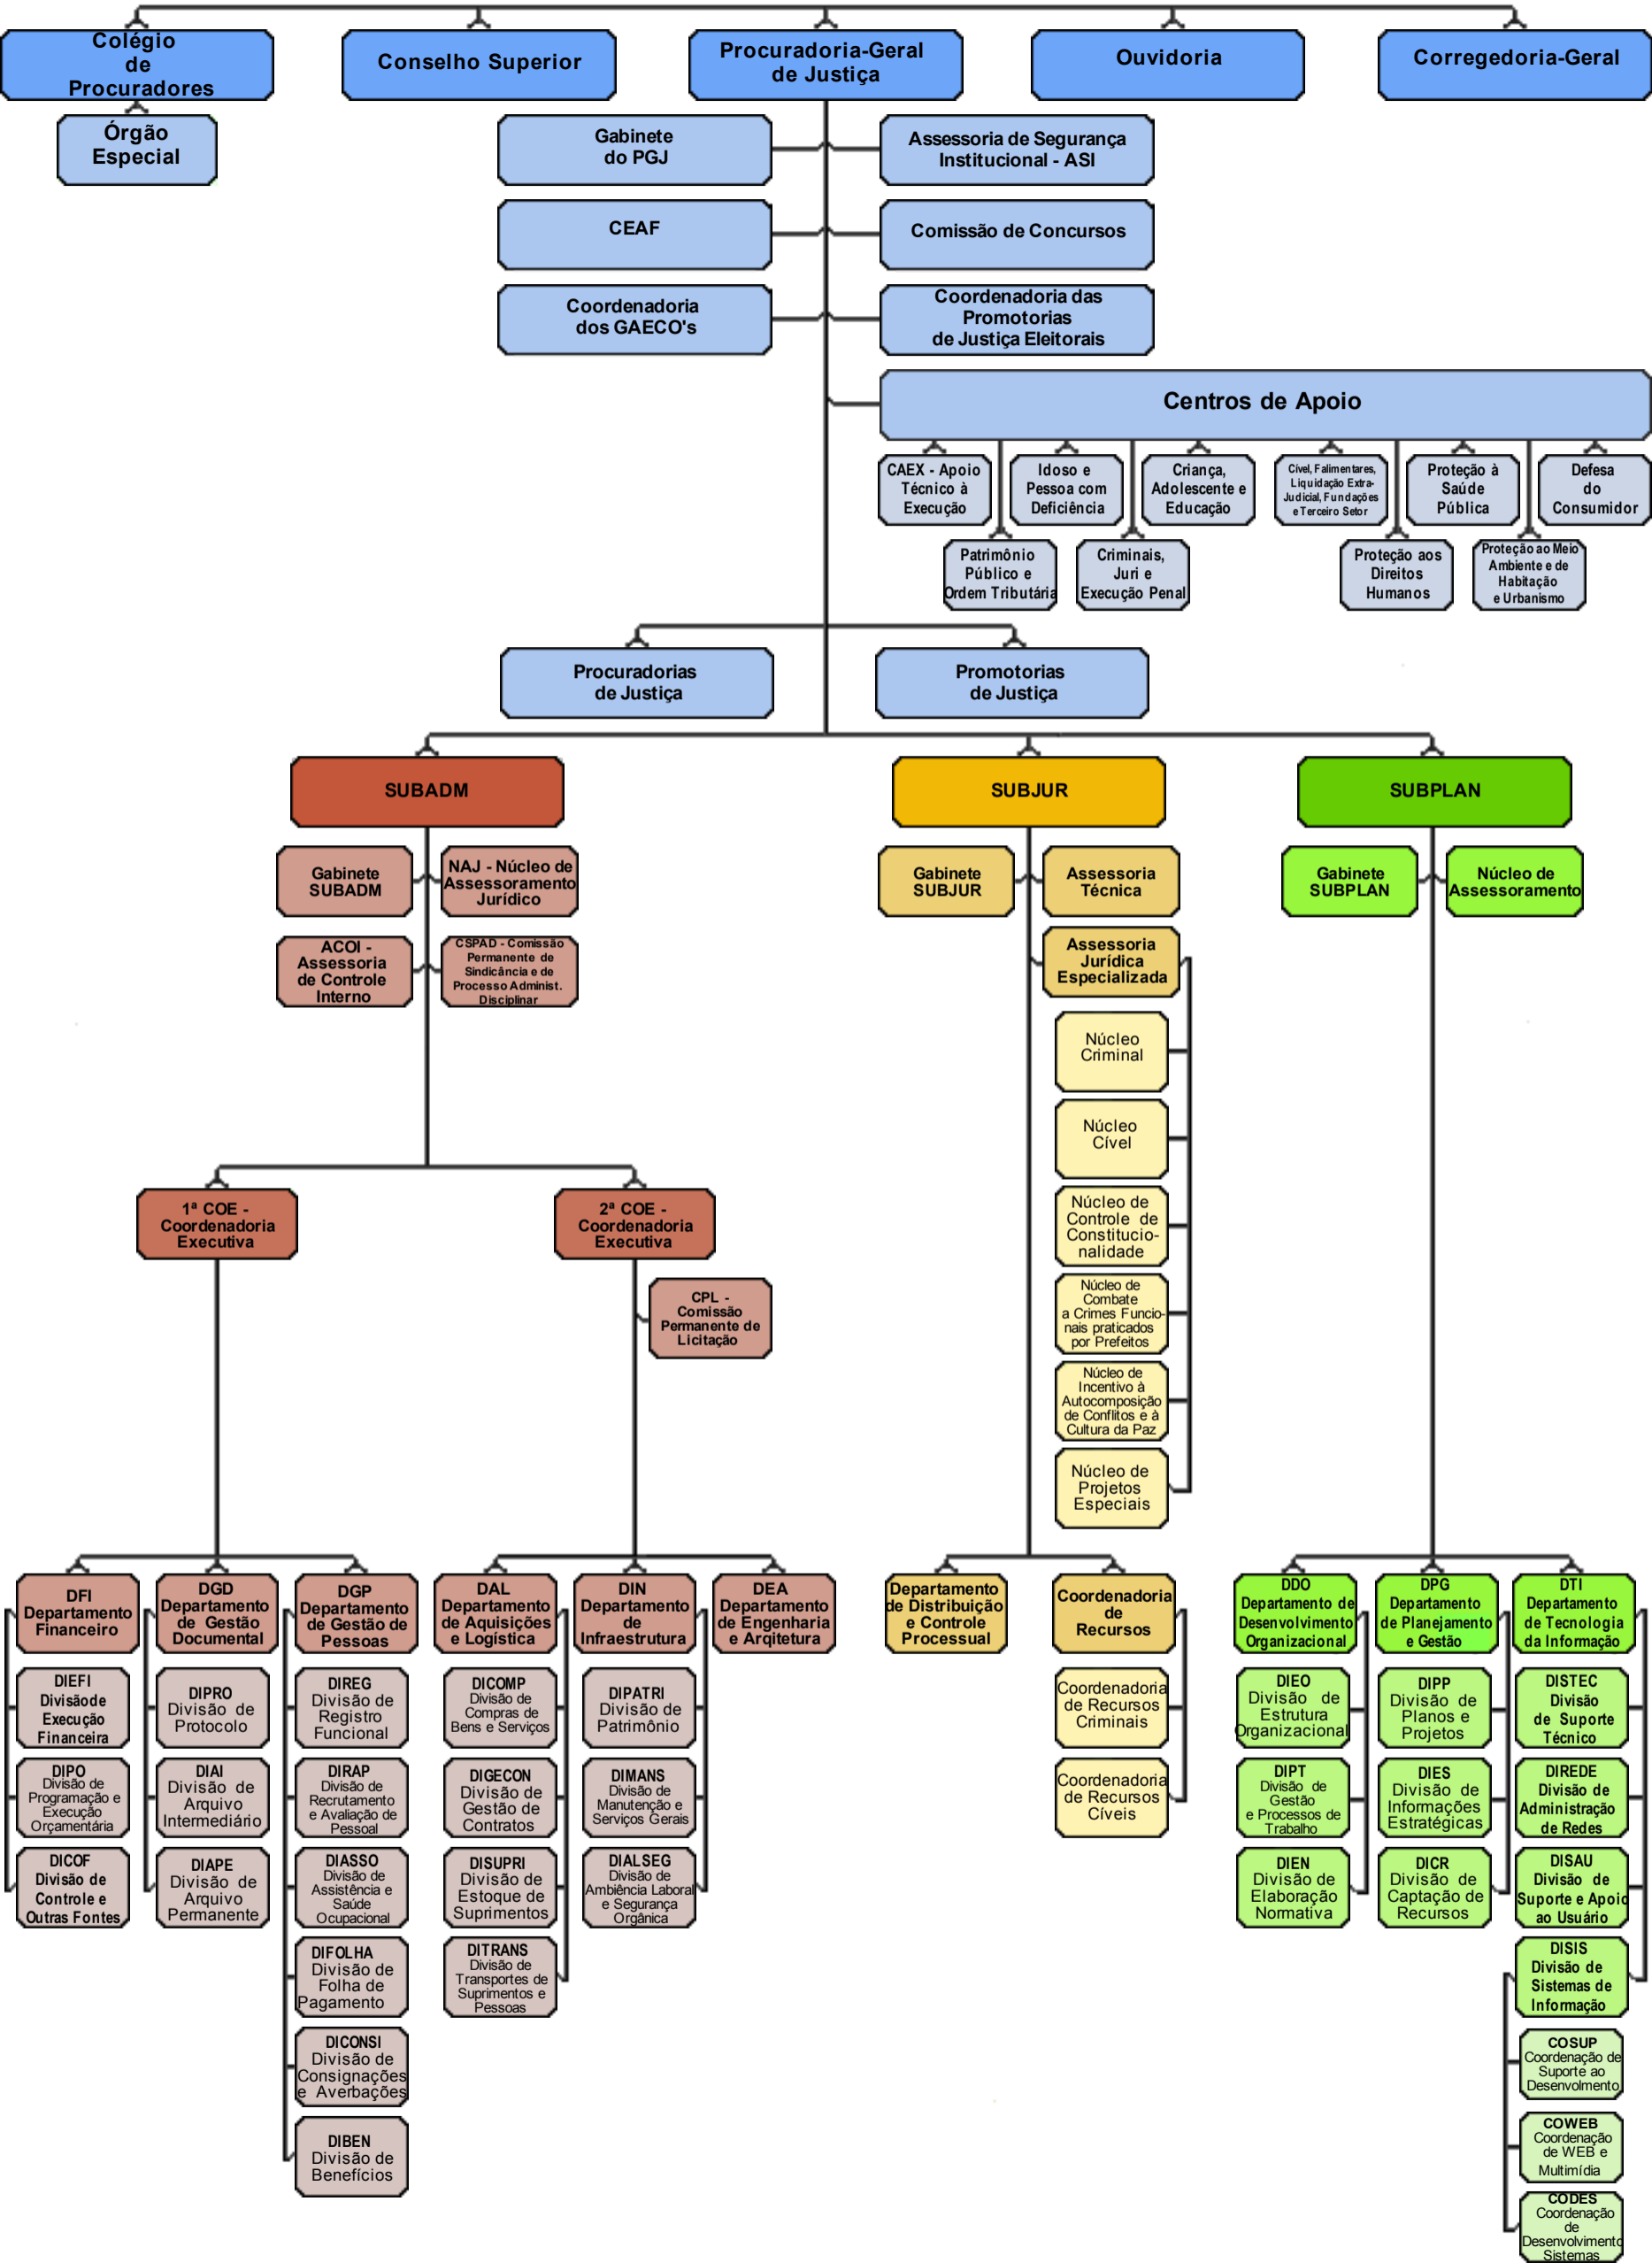 Colégio
de
Procuradores
Conselho Superior
Procuradoria-Geral
de Justiça
Ouvidoria
Corregedoria-Geral
Órgão
Especial
Gabinete
do PGJ
Assessoria de Segurança
Institucional - ASI
CEAF
Comissão de Concursos
Coordenadoria
dos GAECO's
Coordenadoria das
Promotorias
de Justiça Eleitorais
Centros de Apoio
CAEX - Apoio
Técnico à
Execução
Idoso e
Pessoa com
Deficiência
Criança,
Adolescente e
Educação
Cível, Falimentares,
Liquidação Extra-
Judicial, Fundações
e Terceiro Setor
Proteção à
Saúde
Pública
Defesa
do
Consumidor
Patrimônio
Público e
Ordem Tributária
Criminais,
Juri e
Execução Penal
Proteção aos
Direitos
Humanos
Proteção ao Meio
Ambiente e de
Habitação
e Urbanismo
Procuradorias
de Justiça
Promotorias
de Justiça
SUBADM
SUBJUR
SUBPLAN
Gabinete
SUBADM
NAJ - Núcleo de
Assessoramento
Jurídico
Gabinete
SUBJUR
Assessoria
Técnica
Gabinete
SUBPLAN
Núcleo de
Assessoramento
ACOI -
Assessoria
de Controle
Interno
CSPAD - Comissão
Permanente de
Sindicância e de
Processo Administ.
Disciplinar
Assessoria
Jurídica
Especializada
Núcleo
Criminal
Núcleo
Cível
Núcleo de
Controle de
Constitucio-
nalidade
Núcleo de
Combate
a Crimes Funcio-
nais praticados
por Prefeitos
Núcleo de
Incentivo à
Autocomposição
de Conflitos e à
Cultura da Paz
Núcleo de
Projetos
Especiais
1ª COE -
Coordenadoria
Executiva
2ª COE -
Coordenadoria
Executiva
CPL -
Comissão
Permanente de
Licitação
DFI
Departamento
Financeiro
DGD
Departamento
de Gestão
Documental
DGP
Departamento
de Gestão de
Pessoas
DAL
Departamento
de Aquisições
e Logística
DIN
Departamento
de
Infraestrutura
DEA
Departamento
de Engenharia
e Arqitetura
Departamento
de Distribuição
e Controle
Processual
Coordenadoria
de
Recursos
DDO
Departamento de
Desenvolvimento
Organizacional
DPG
Departamento
de Planejamento
e Gestão
DTI
Departamento
de Tecnologia
da Informação
DIEFI
Divisãode
Execução
Financeira
DIPRO
Divisão de
Protocolo
DIREG
Divisão de
Registro
Funcional
DICOMP
Divisão de
Compras de
Bens e Serviços
DIPATRI
Divisão de
Patrimônio
Coordenadoria
de Recursos
Criminais
DIEO
Divisão de
Estrutura
Organizacional
DIPP
Divisão de
Planos e
Projetos
DISTEC
Divisão
de Suporte
Técnico
DIPO
Divisão de
Programação e
Execução
Orçamentária
DIAI
Divisão de
Arquivo
Intermediário
DIRAP
Divisão de
Recrutamento
e Avaliação de
Pessoal
DIGECON
Divisão de
Gestão de
Contratos
DIMANS
Divisão de
Manutenção e
Serviços Gerais
Coordenadoria
de Recursos
Cíveis
DIPT
Divisão de
Gestão
e Processos de
Trabalho
DIES
Divisão de
Informações
Estratégicas
DIREDE
Divisão de
Administração
de Redes
DICOF
Divisão de
Controle e
Outras Fontes
DIAPE
Divisão de
Arquivo
Permanente
DIASSO
Divisão de
Assistência e
Saúde
Ocupacional
DISUPRI
Divisão de
Estoque de
Suprimentos
DIALSEG
Divisão de
Ambiência Laboral
e Segurança
Orgânica
DIEN
Divisão de
Elaboração
Normativa
DICR
Divisão de
Captação de
Recursos
DISAU
Divisão de
Suporte e Apoio
ao Usuário
DIFOLHA
Divisão de
Folha de
Pagamento
DITRANS
Divisão de
Transportes de
Suprimentos e
Pessoas
DISIS
Divisão de
Sistemas de
Informação
DICONSI
Divisão de
Consignações
e Averbações
COSUP
Coordenação de
Suporte ao
Desenvolmento
DIBEN
Divisão de
Benefícios
COWEB
Coordenação
de WEB e
Multimídia
CODES
Coordenação
de
Desenvolvimento
Sistemas